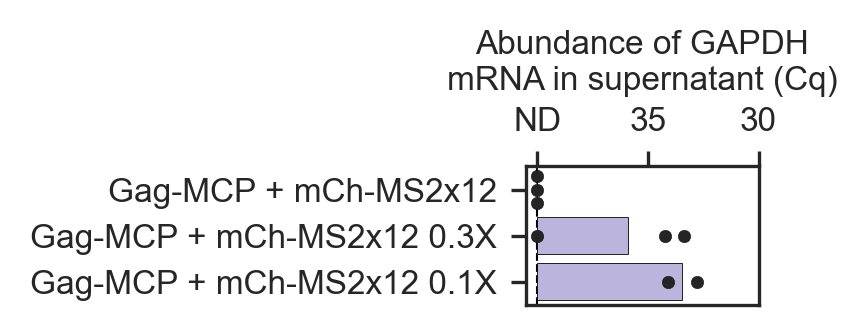 Abundance of GAPDH
mRNA in supernatant (Cq)
ND 35 30
Gag-MCP + mCh-MS2x12
Gag-MCP + mCh-MS2x12 0.3X
Gag-MCP + mCh-MS2x12 0.1X